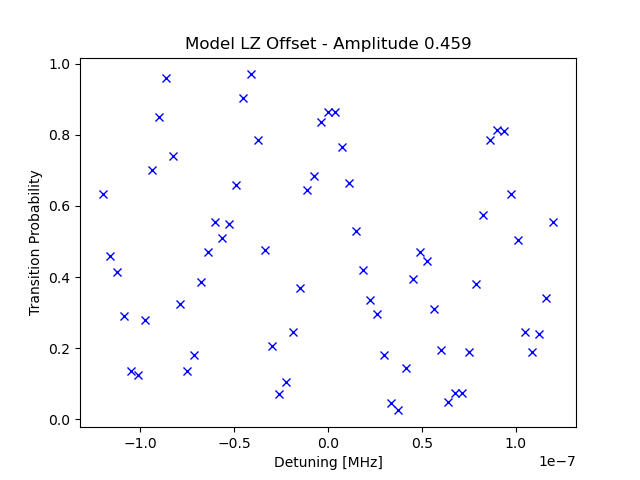 Model LZ Offset - Amplitude 0.459
1.0
0.8
0.6
0.4
0.2
0.0
Transition Probability
−1.0 −0.5 0.0 0.5 1.0
1e−7
Detuning [MHz]